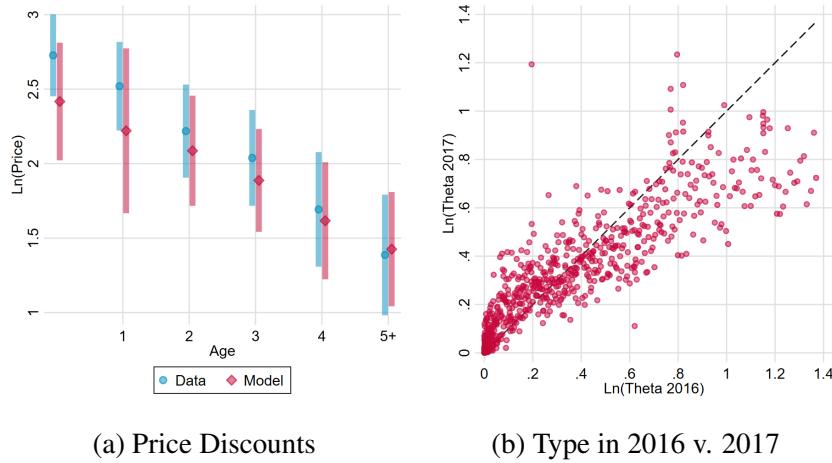 3
2.5
2
1.5
1
Ln(Price)
1 2 3 4 5+
Age
Data Model
(a) Price Discounts
1.4
1.2
1
.8
.6
.4
.2
0
Ln(Theta 2017)
0 .2 .4 .6 .8 1 1.2 1.4
Ln(Theta 2016)
(b) Type in 2016 v. 2017